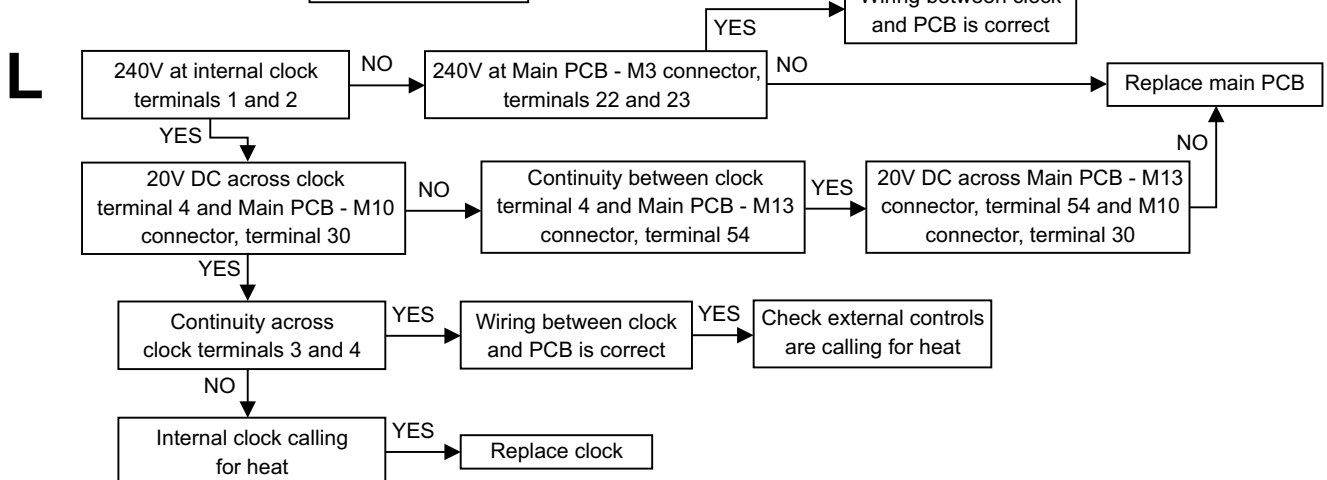 Wiring between clock
and PCB is correct
YES
L
240V at internal clock
terminals 1 and 2
NO
240V at Main PCB - M3 connector,
terminals 22 and 23
NO
Replace main PCB
YES
NO
20V DC across clock
terminal 4 and Main PCB - M10
connector, terminal 30
NO
Continuity between clock
terminal 4 and Main PCB - M13
connector, terminal 54
YES
20V DC across Main PCB - M13
connector, terminal 54 and M10
connector, terminal 30
YES
Continuity across
clock terminals 3 and 4
YES
Wiring between clock
and PCB is correct
YES
Check external controls
are calling for heat
NO
Internal clock calling
for heat
YES
Replace clock